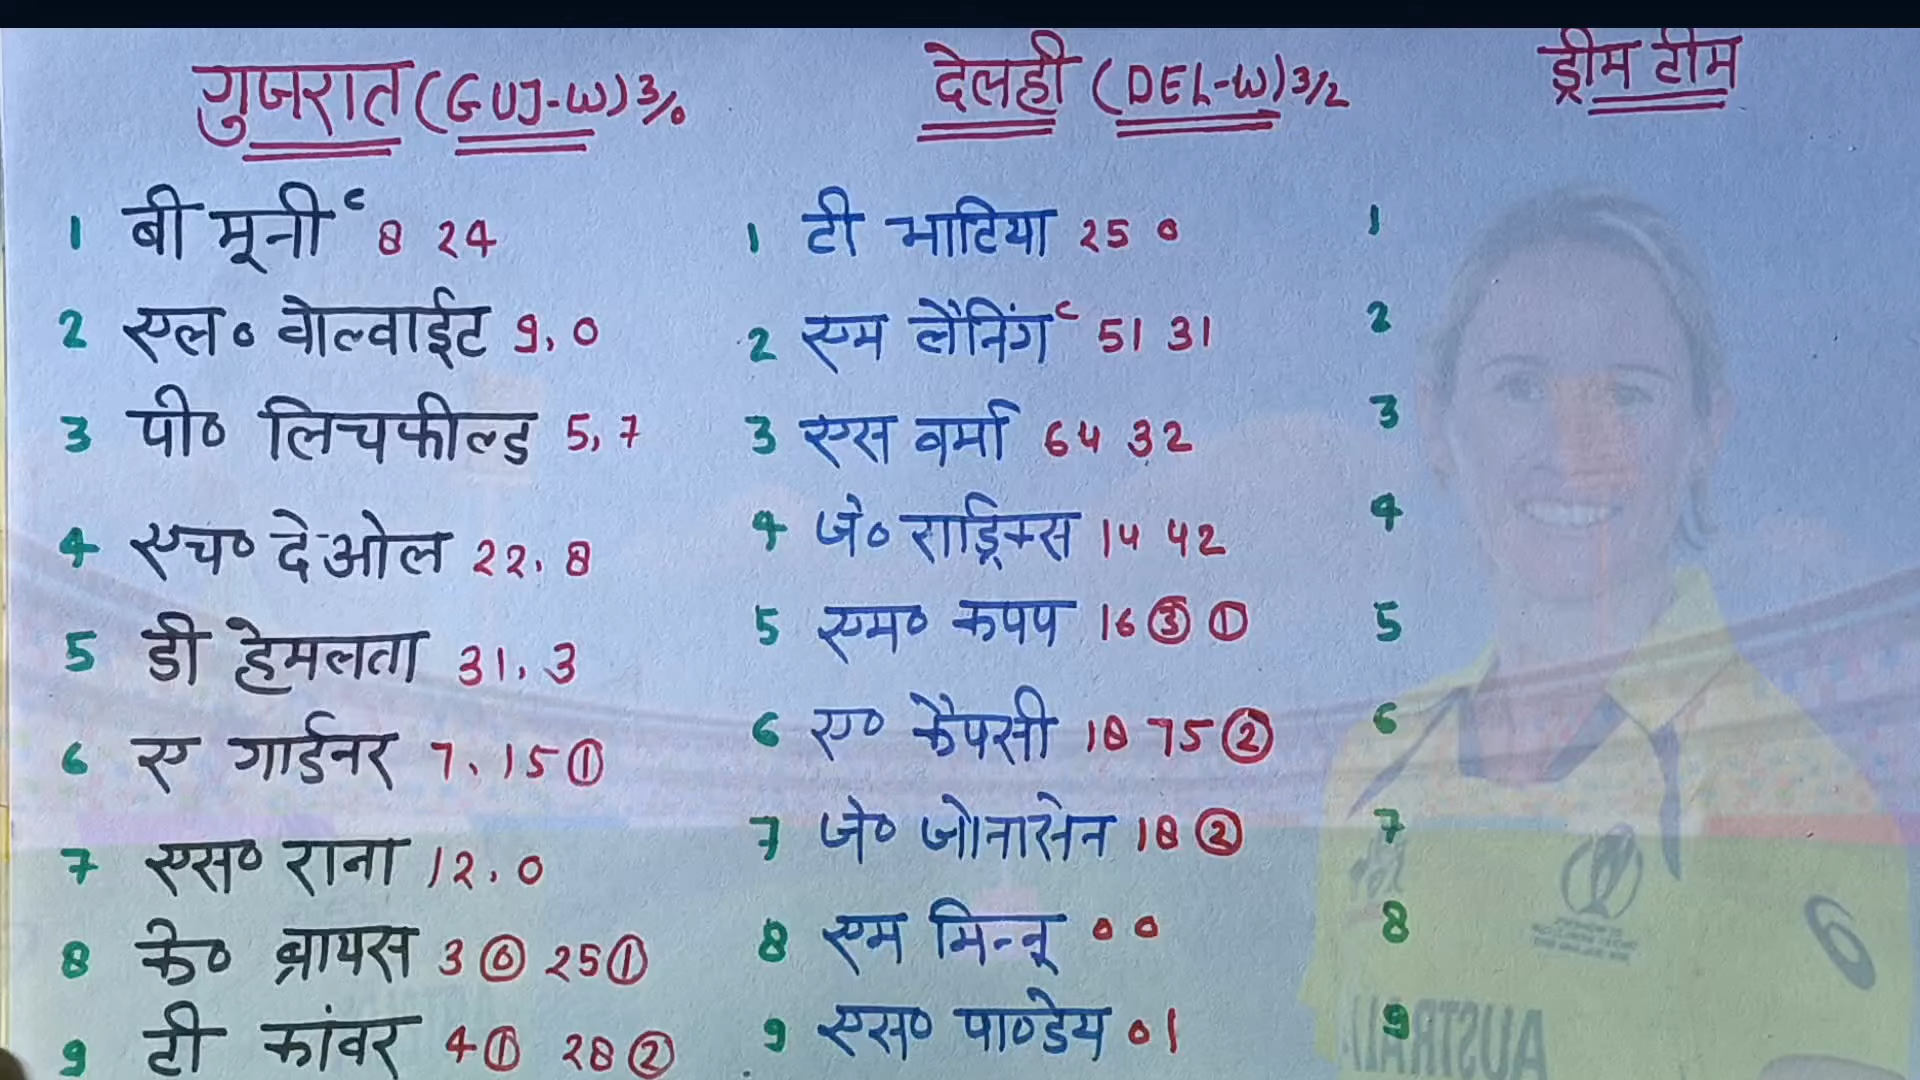 गुजरात (GUJ-W) 3/0
1 बी मूनी c 8 24
2 एल० वोल्वाईट 9, 0
3 पी० लिचफील्ड 5, 7
4 एच० देओल 22, 8
5 डी हेमलता 31, 3
6 ए गार्डनर 7, 15 ①
7 एस० राना 12, 0
8 के० ब्रायस 3 ⓪ 25 ①
9 टी कांवर 4 ① 28 ②
देलही (DEL-W) 3/2
1 टी भाटिया 25 0
2 एम लैनिंग c 51 31
3 एस वर्मा 64 32
4 जे० राड्रिक्स 14 42
5 एम० कपप 16 ③ ①
6 ए० कैपसी 18 75 ②
7 जे० जोनासेन 18 ②
8 एम मिन्नू 0 0
9 एस० पाण्डेय 0 1
ड्रीम टीम
1
2
3
4
5
6
7
8
9
AUSTRALI
6